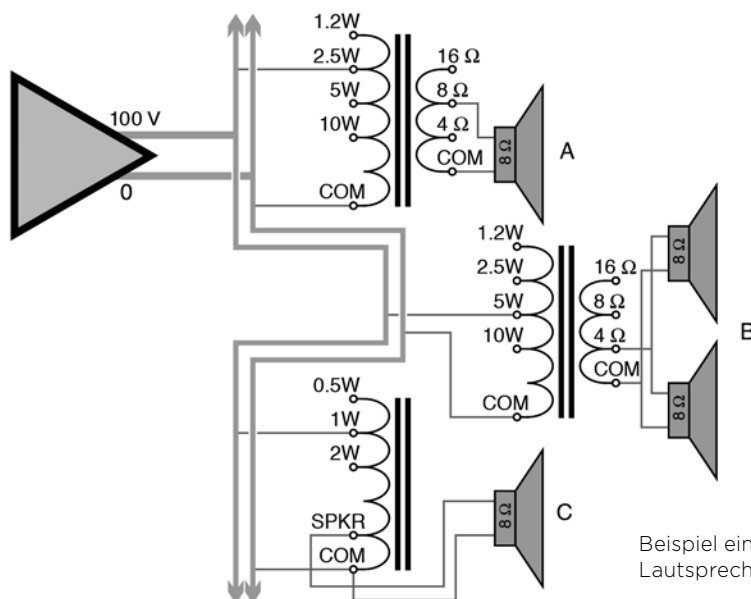 1.2W
2.5W
5W
10W
COM
16 Ω
8 Ω
4 Ω
COM
8 Ω
A
100 V
0
1.2W
2.5W
5W
10W
COM
16 Ω
8 Ω
4 Ω
COM
8 Ω
8 Ω
B
0.5W
1W
2W
SPKR
COM
8 Ω
C
Beispiel ein
Lautsprech